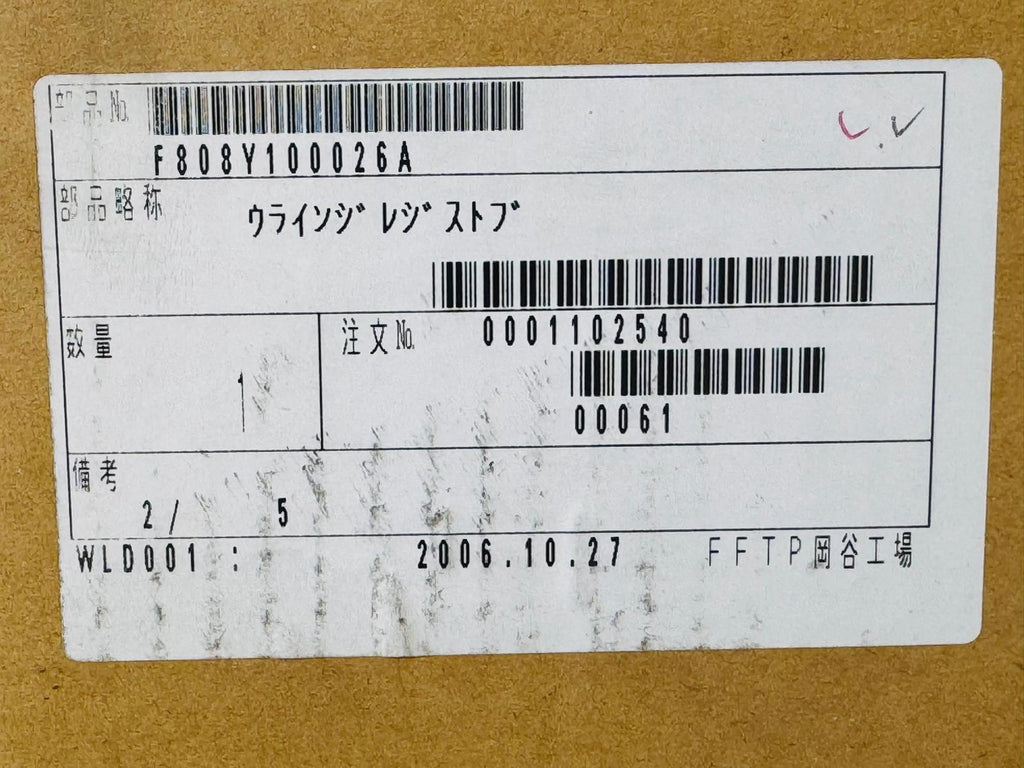 部品№
F808Y100026A
部品略称 ウラインジレジストブ
数量 1
注文№ 0001102540
00061
備考
2/ 5
WLD001 : 2006.10.27 FFTP岡谷工場